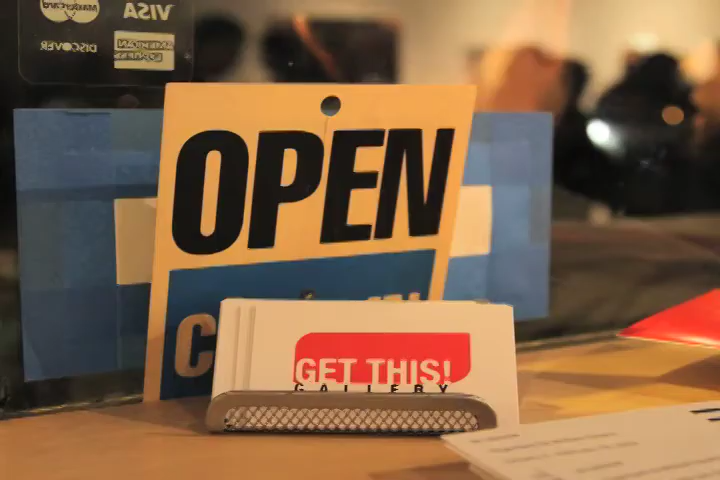 MasterCard VISA
DISCOVER AMERICAN EXPRESS
OPEN
GET THIS!
GALLERY